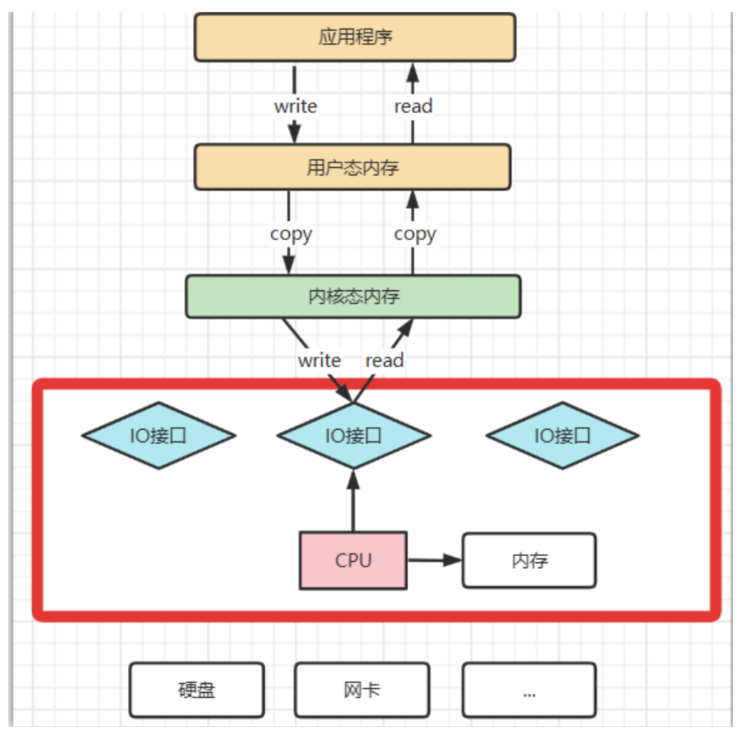 应用程序
write
read
用户态内存
copy
copy
内核态内存
write
read
IO接口
IO接口
IO接口
CPU
内存
硬盘
网卡
...